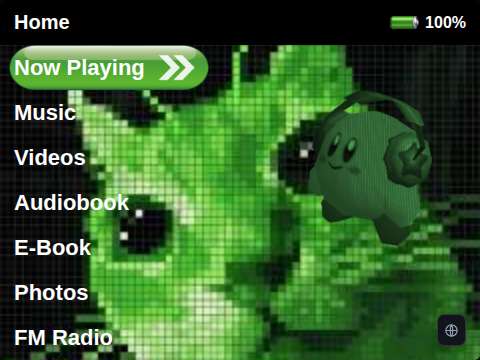 Home
100%
Now Playing
Music
Videos
Audiobook
E-Book
Photos
FM Radio